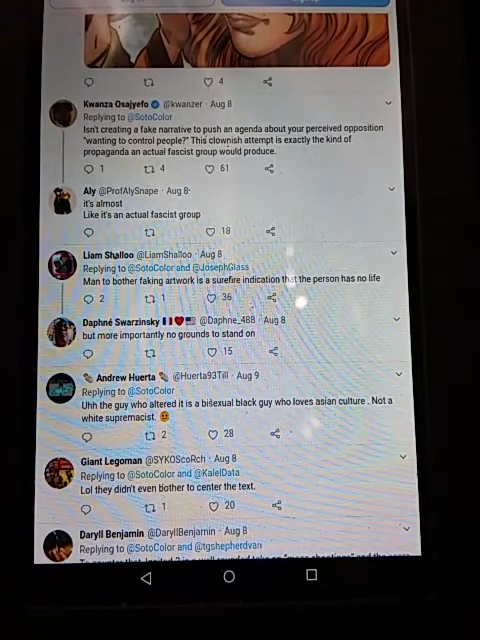 4
Kwanza Osajyefo @kwanzer · Aug 8
Replying to @SotoColor
Isn't creating a fake narrative to push an agenda about your perceived opposition
"wanting to control people?" This clownish attempt is exactly the kind of
propaganda an actual fascist group would produce.
1 4 61
Aly @ProfAlySnape · Aug 8
it's almost
Like it's an actual fascist group
18
Liam Shalloo @LiamShalloo · Aug 8
Replying to @SotoColor and @JosephGlass
Man to bother faking artwork is a surefire indication that the person has no life
2 1 36
Daphné Swarzinsky 🇫🇷❤️🇺🇸 @Daphne_488 · Aug 8
but more importantly no grounds to stand on
15
Andrew Huerta @Huerta93Till · Aug 9
Replying to @SotoColor
Uhh the guy who altered it is a bisexual black guy who loves asian culture . Not a
white supremacist. 😐
2 28
Giant Legoman @SYKOScoRch · Aug 8
Replying to @SotoColor and @KalelData
Lol they didn't even bother to center the text.
1 20
Daryll Benjamin @DaryllBenjamin · Aug 8
Replying to @SotoColor and @tgshepherdvan